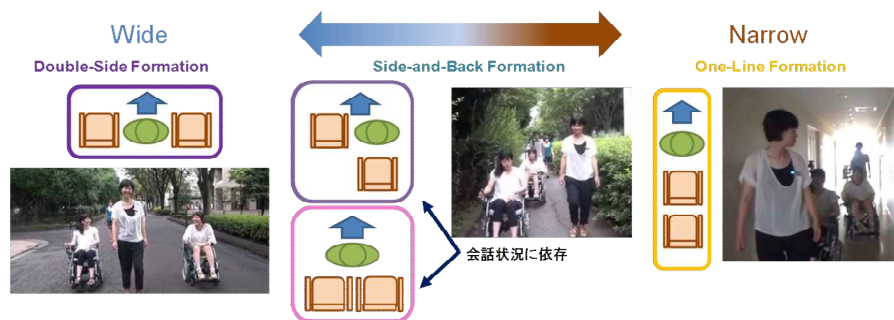 Wide
Narrow
Double-Side Formation
Side-and-Back Formation
One-Line Formation
会話状況に依存